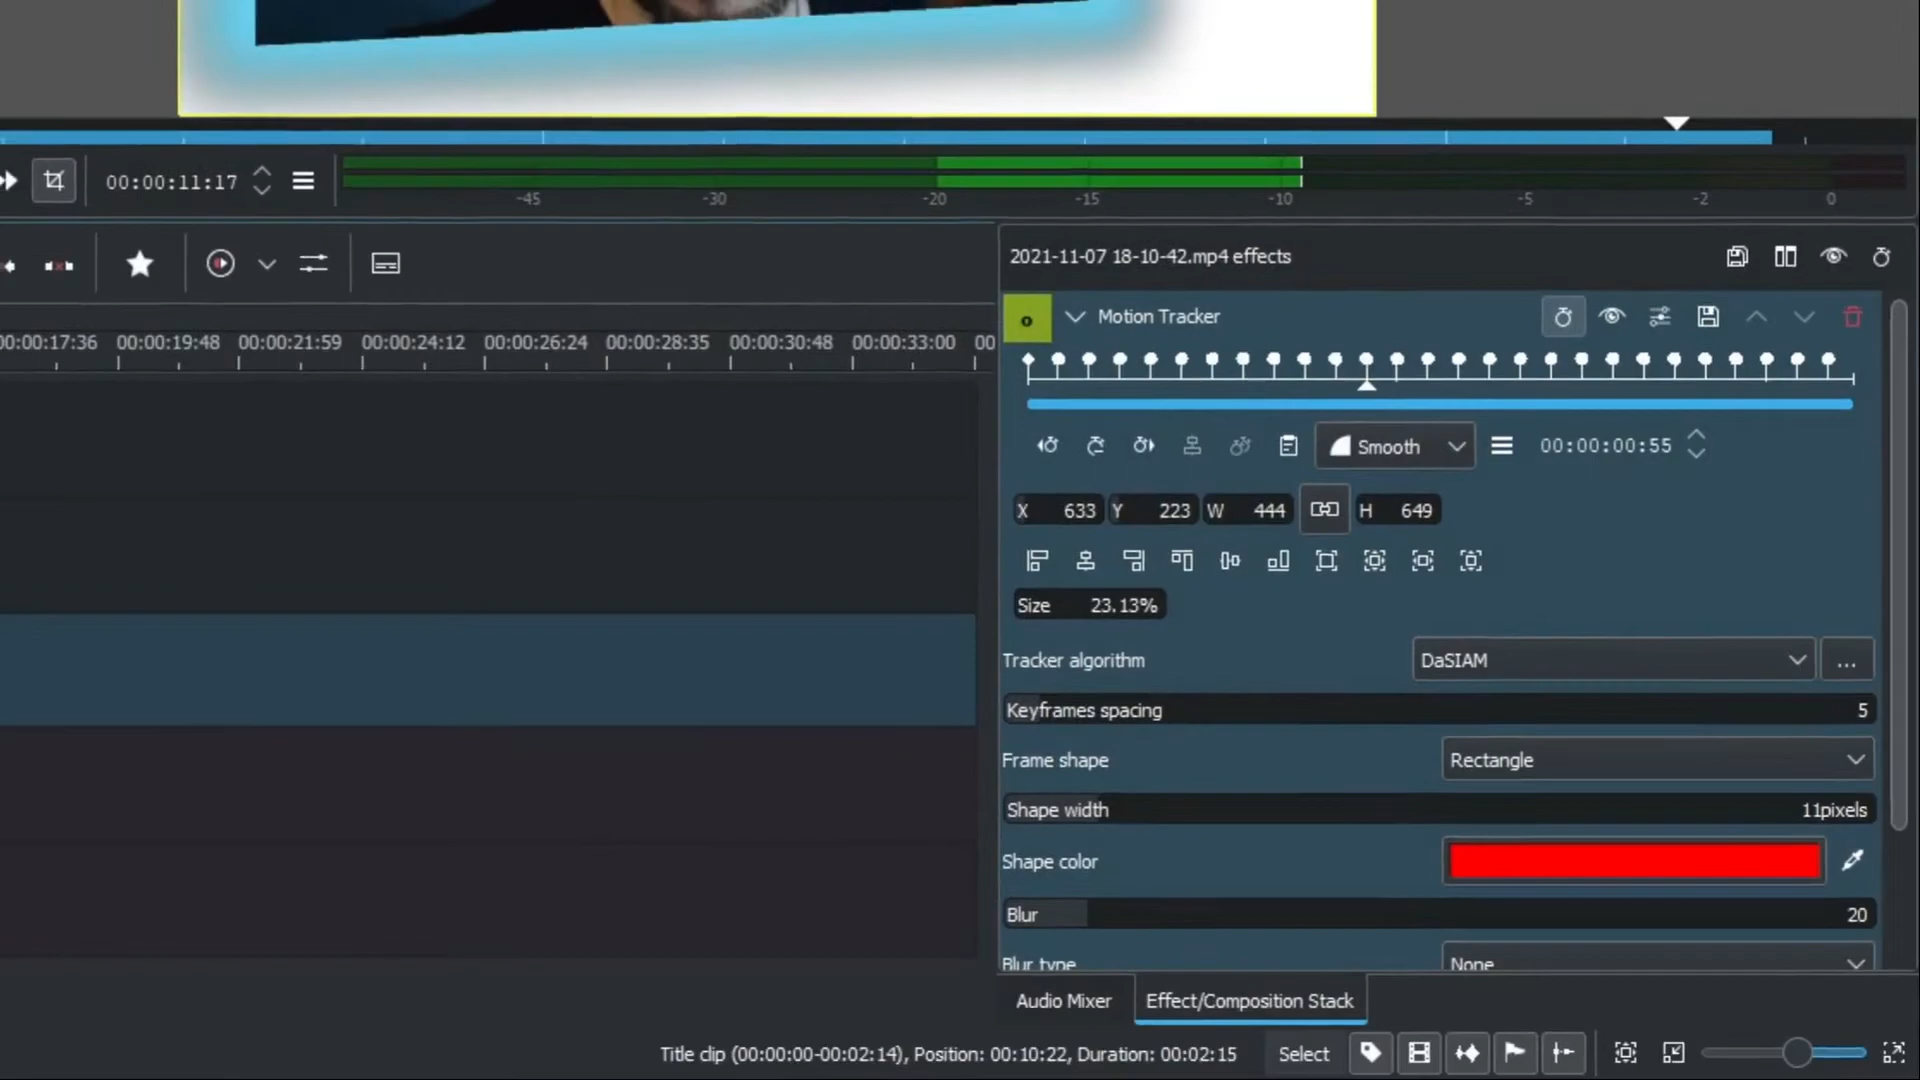 00:00:11:17
-45 -30 -20 -15 -10 -5 -2 0
2021-11-07 18-10-42.mp4 effects
Motion Tracker
00:00:17:36 00:00:19:48 00:00:21:59 00:00:24:12 00:00:26:24 00:00:28:35 00:00:30:48 00:00:33:00 00
Smooth 00:00:00:55
X 633 Y 223 W 444 H 649
Size 23.13%
Tracker algorithm DaSIAM ...
Keyframes spacing 5
Frame shape Rectangle
Shape width 11pixels
Shape color
Blur 20
Blur type None
Audio Mixer Effect/Composition Stack
Title clip (00:00:00-00:02:14), Position: 00:10:22, Duration: 00:02:15 Select